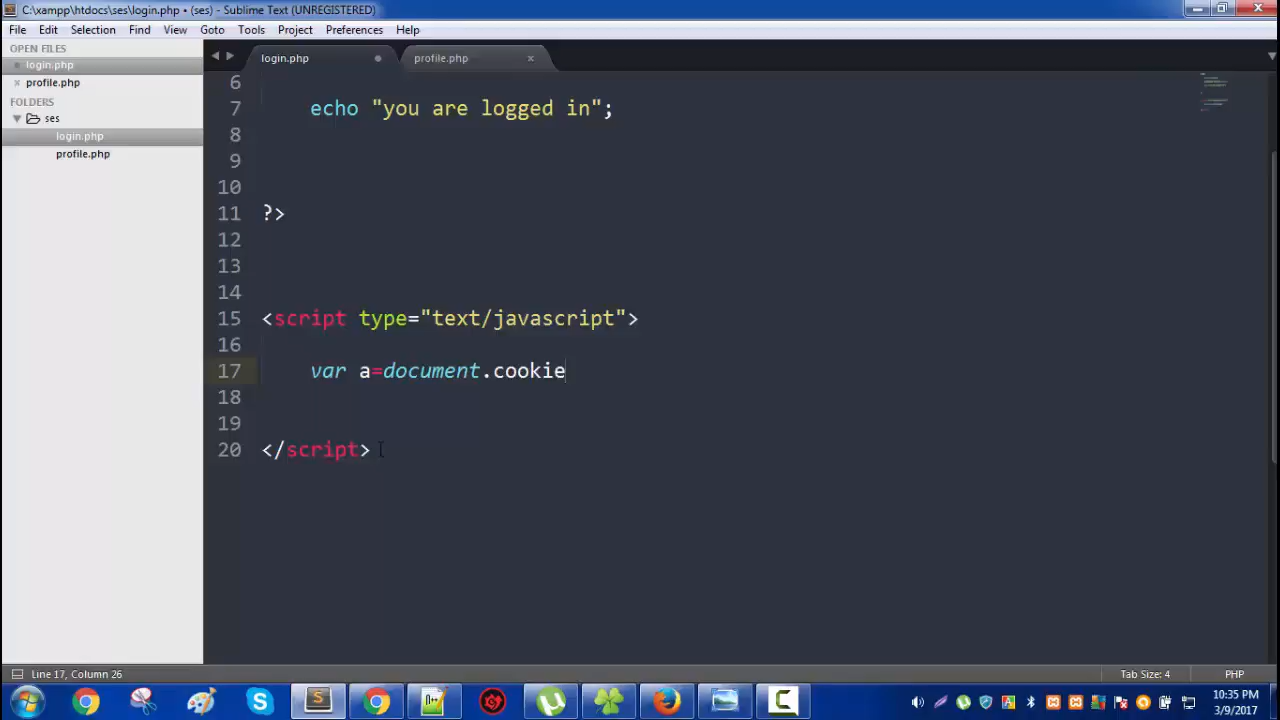 C:\xampp\htdocs\ses\login.php • (ses) - Sublime Text (UNREGISTERED)
File Edit Selection Find View Goto Tools Project Preferences Help
OPEN FILES
login.php
profile.php
FOLDERS
ses
login.php
profile.php
login.php
profile.php
6
7 echo "you are logged in";
8
9
10
11 ?>
12
13
14
15 <script type="text/javascript">
16
17 var a=document.cookie
18
19
20 </script>
Line 17, Column 26
Tab Size: 4
PHP
10:35 PM
3/9/2017